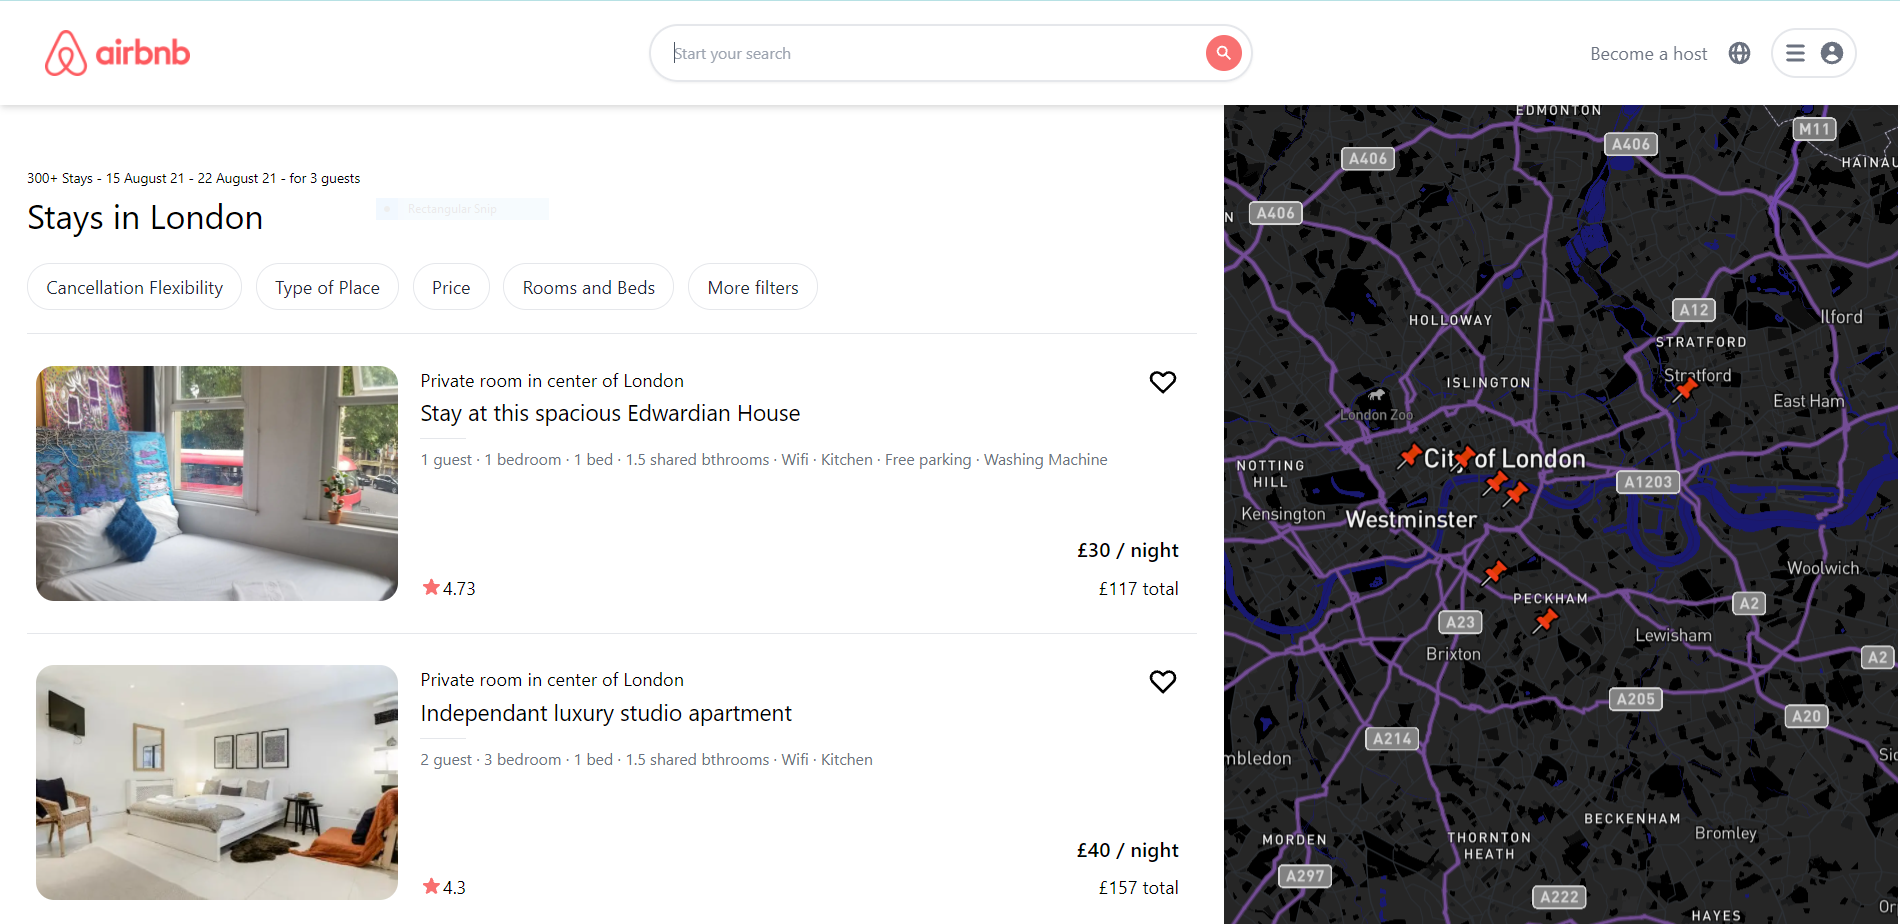 airbnb
Start your search
Become a host
300+ Stays - 15 August 21 - 22 August 21 - for 3 guests
Rectangular Snip
Stays in London
Cancellation Flexibility
Type of Place
Price
Rooms and Beds
More filters
Private room in center of London
Stay at this spacious Edwardian House
1 guest · 1 bedroom · 1 bed · 1.5 shared bthrooms · Wifi · Kitchen · Free parking · Washing Machine
£30 / night
4.73
£117 total
Private room in center of London
Independant luxury studio apartment
2 guest · 3 bedroom · 1 bed · 1.5 shared bthrooms · Wifi · Kitchen
£40 / night
4.3
£157 total
EDMONTON
M11
A406
A406
HAINAU
N
A406
A12
HOLLOWAY
Ilford
STRATFORD
Stratford
ISLINGTON
East Ham
London Zoo
City of London
NOTTING
HILL
A1203
Kensington
Westminster
Woolwich
PECKHAM
A2
A23
Lewisham
Brixton
A2
A205
A20
A214
mbledon
Sid
BECKENHAM
Bromley
MORDEN
THORNTON
HEATH
A297
A222
Or
HAYES